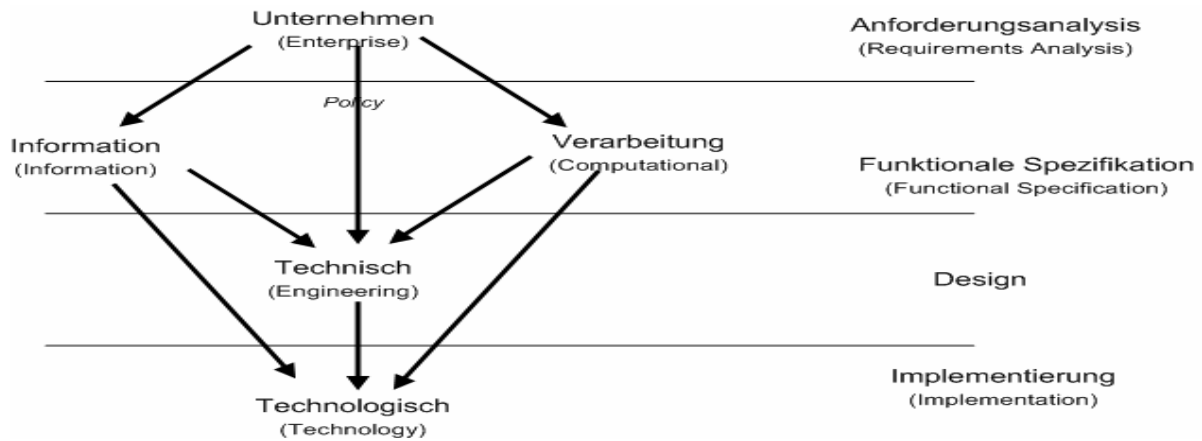 Unternehmen
(Enterprise)
Anforderungsanalysis
(Requirements Analysis)
Policy
Information
(Information)
Verarbeitung
(Computational)
Funktionale Spezifikation
(Functional Specification)
Technisch
(Engineering)
Design
Technologisch
(Technology)
Implementierung
(Implementation)